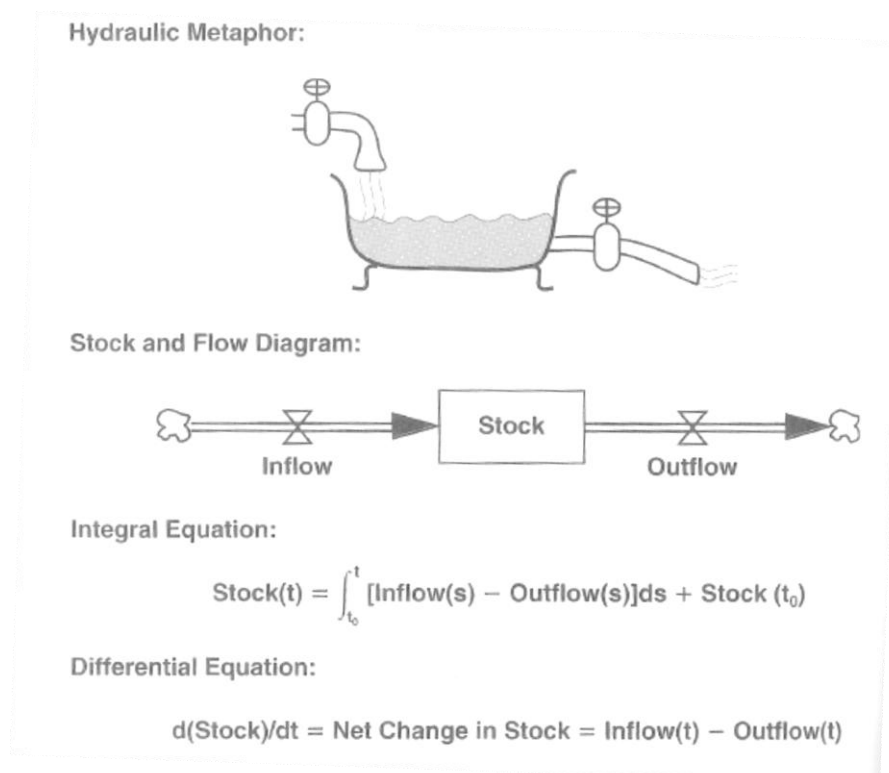 Hydraulic Metaphor:
Stock and Flow Diagram:
Stock
Inflow
Outflow
Integral Equation:
Stock(t) = ∫ₜ₀ᵗ [Inflow(s) – Outflow(s)]ds + Stock (t₀)
Differential Equation:
d(Stock)/dt = Net Change in Stock = Inflow(t) – Outflow(t)